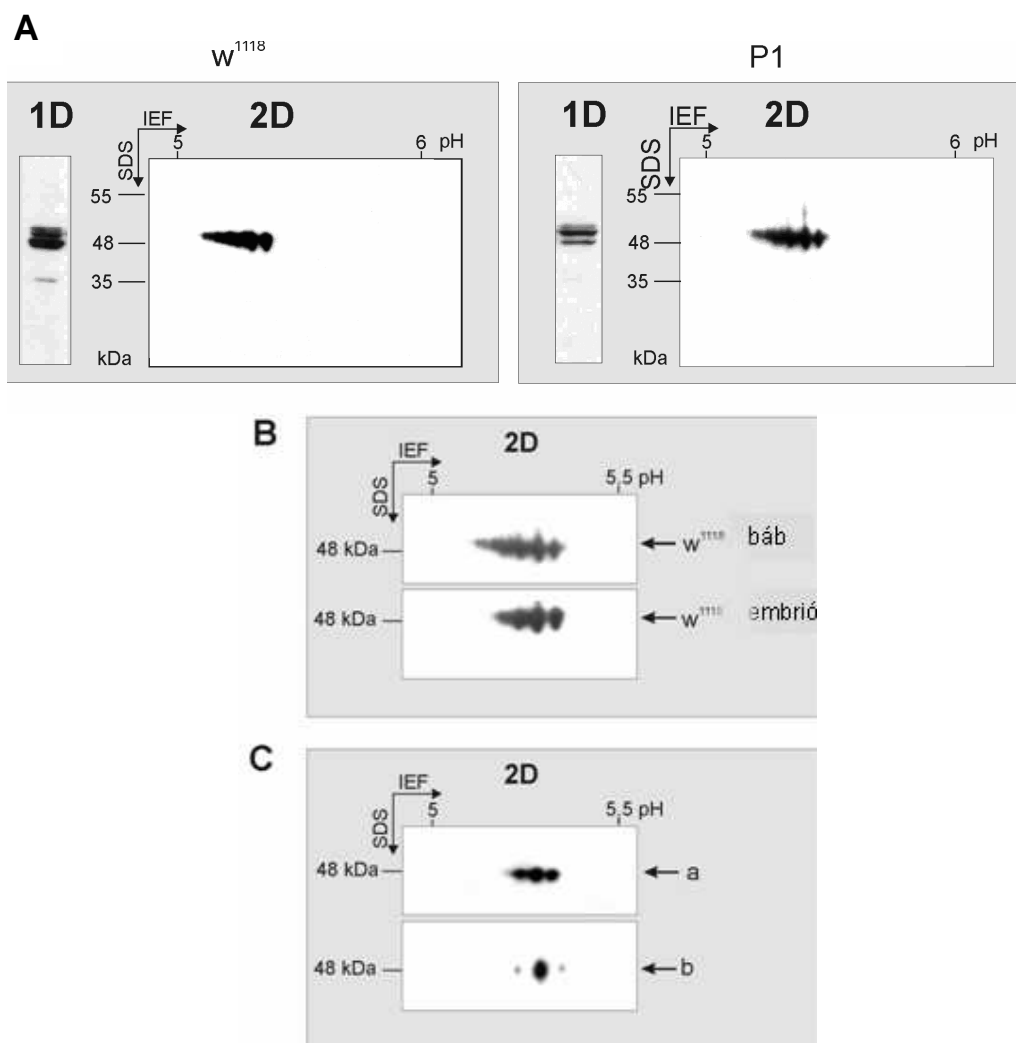 A
w¹¹¹⁸
P1
1D
IEF
2D
5
6 pH
SDS
55
48
35
kDa
1D
IEF
2D
5
6 pH
SDS
55
48
35
kDa
B
2D
IEF
5
5,5 pH
SDS
48 kDa
w¹¹¹⁸ báb
48 kDa
w¹¹¹⁸ embrió
C
2D
IEF
5
5,5 pH
SDS
48 kDa
a
48 kDa
b